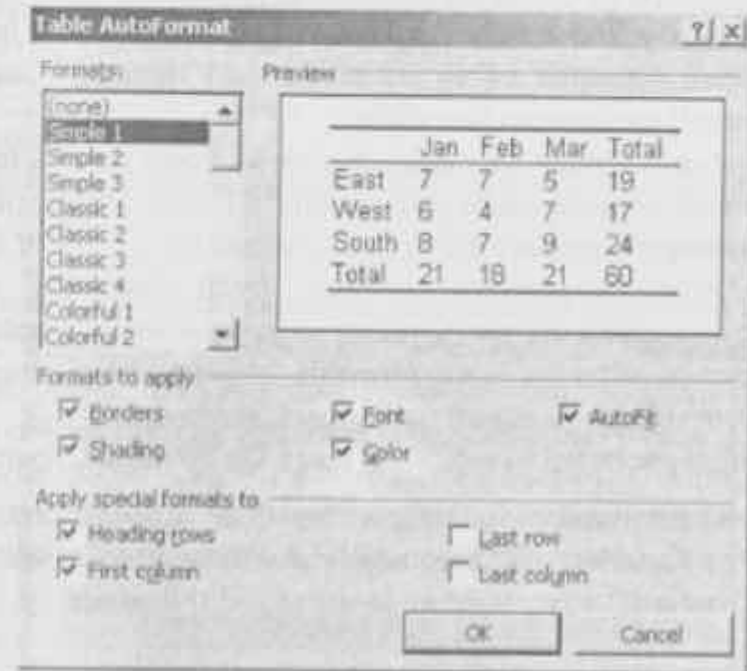 Table AutoFormat ? x
Formats: Preview
(none)
Simple 1
Simple 2
Simple 3
Classic 1
Classic 2
Classic 3
Classic 4
Colorful 1
Colorful 2
Jan Feb Mar Total
East 7 7 5 19
West 6 4 7 17
South 8 7 9 24
Total 21 18 21 60
Formats to apply
Borders Font AutoFit
Shading Color
Apply special formats to
Heading rows Last row
First column Last column
OK Cancel